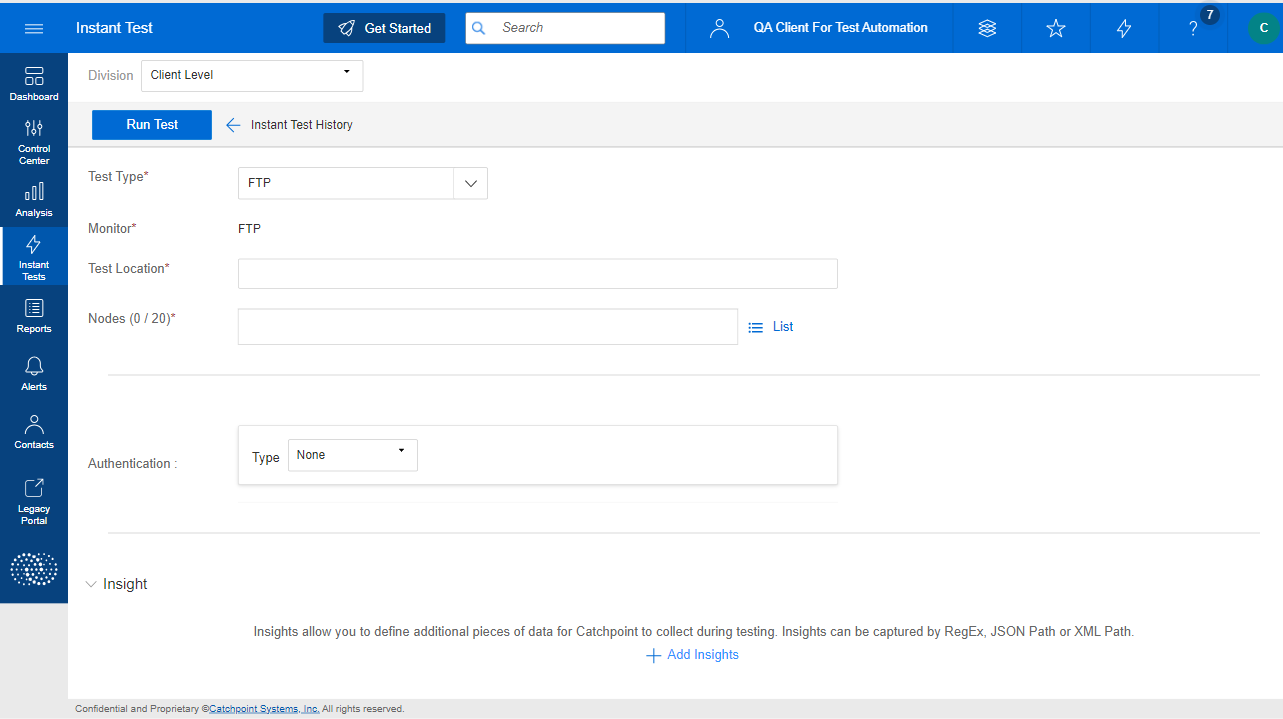 Instant Test
Get Started
Search
QA Client For Test Automation
?
7
C
Division
Client Level
Dashboard
Control
Center
Analysis
Instant
Tests
Reports
Alerts
Contacts
Legacy
Portal
Run Test
Instant Test History
Test Type*
FTP
Monitor*
FTP
Test Location*
Nodes (0 / 20)*
List
Authentication :
Type
None
Insight
Insights allow you to define additional pieces of data for Catchpoint to collect during testing. Insights can be captured by RegEx, JSON Path or XML Path.
Add Insights
Confidential and Proprietary ©Catchpoint Systems, Inc. All rights reserved.